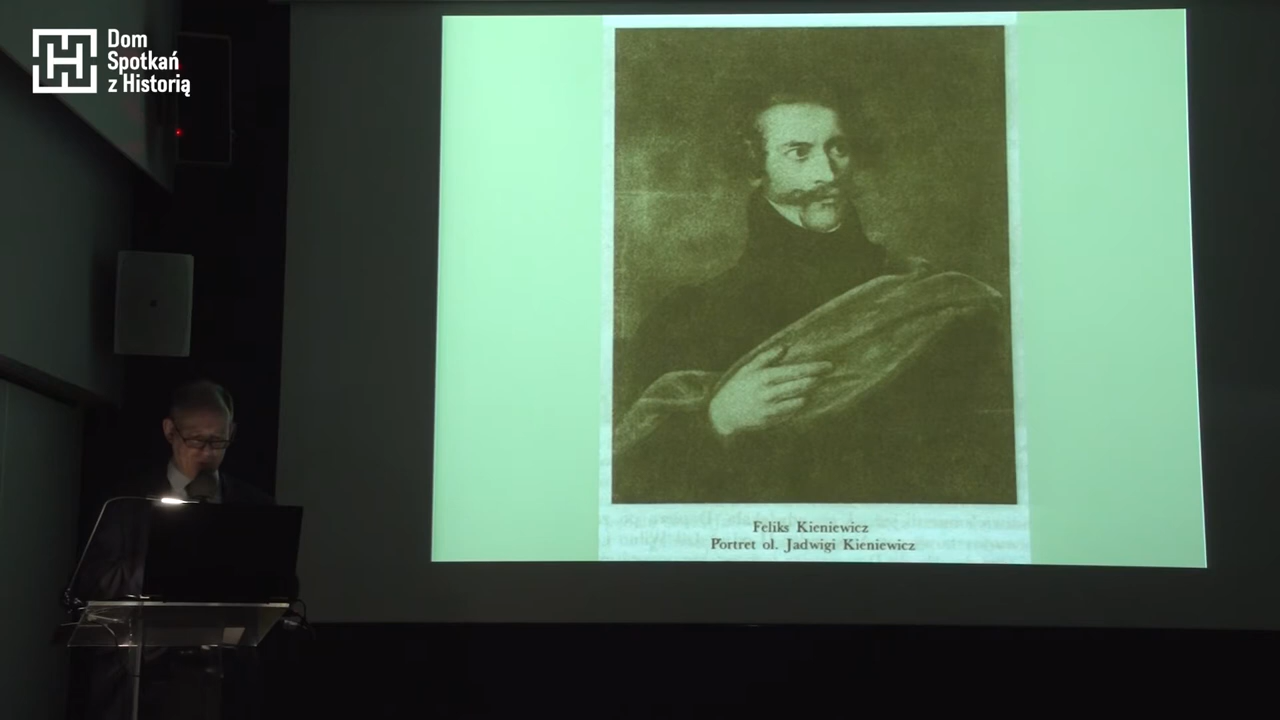 Dom
Spotkań
z Historią
Feliks Kieniewicz
Portret ol. Jadwigi Kieniewicz